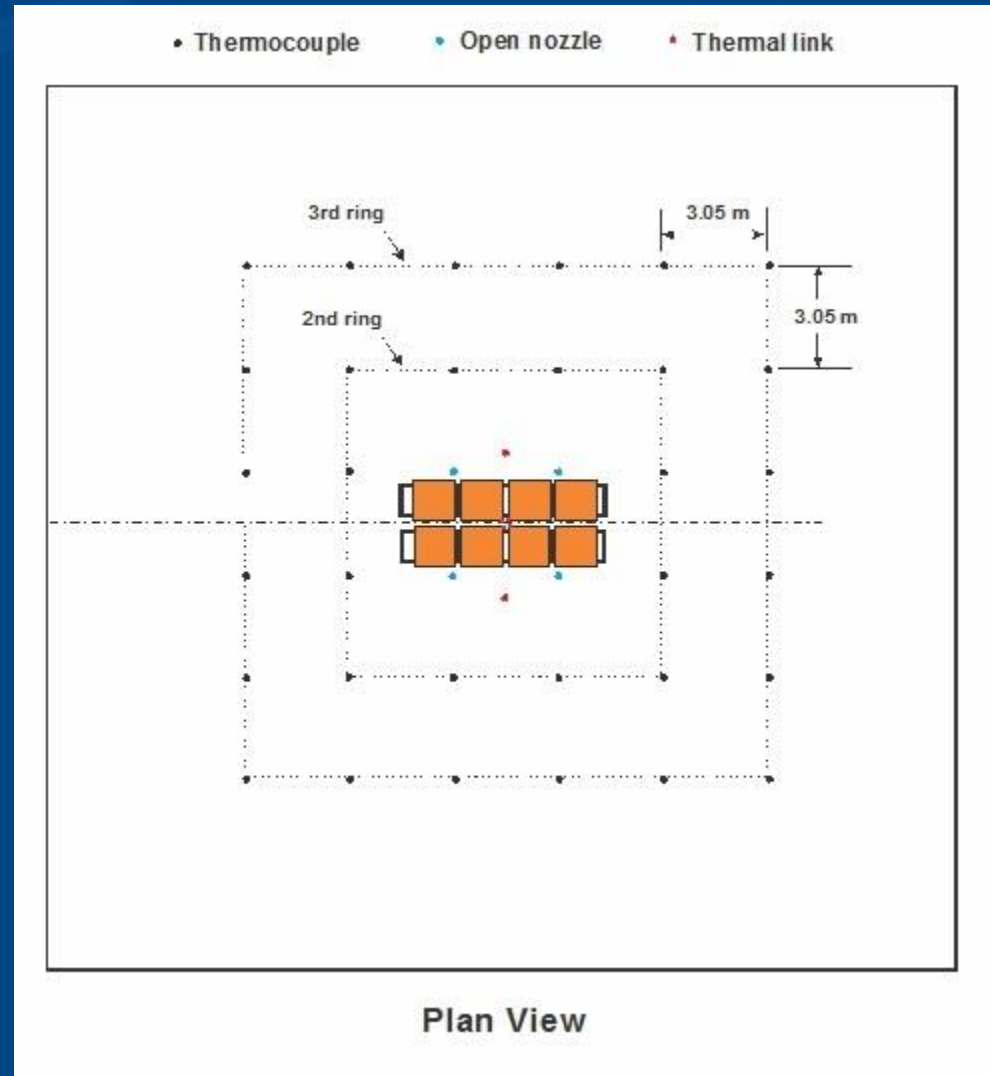 Thermocouple Open nozzle Thermal link
3rd ring
3.05 m
2nd ring
3.05 m
Plan View